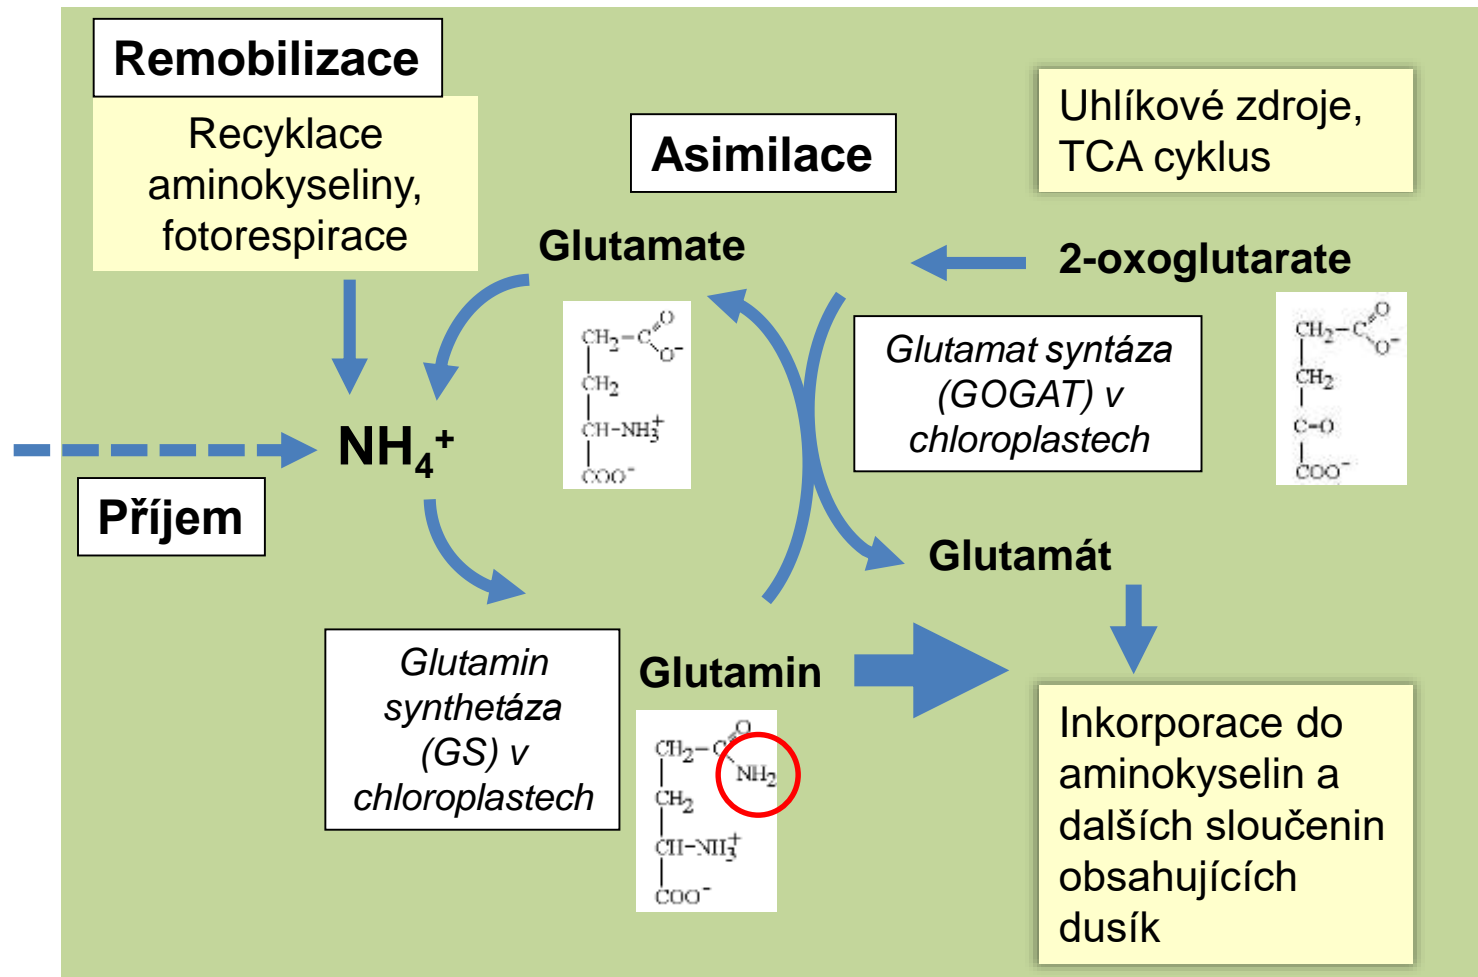 Remobilizace
Recyklace
aminokyseliny,
fotorespirace
Asimilace
Uhlíkové zdroje,
TCA cyklus
Glutamate
2-oxoglutarate
CH2–C
O
O-
CH2
CH–NH3+
COO-
Glutamat syntáza
(GOGAT) v
chloroplastech
CH2–C
O
O-
CH2
C=O
COO-
NH4+
Příjem
Glutamát
Glutamin
synthetáza
(GS) v
chloroplastech
Glutamin
CH2–C
O
NH2
CH2
CH–NH3+
COO-
Inkorporace do
aminokyselin a
dalších sloučenin
obsahujících
dusík